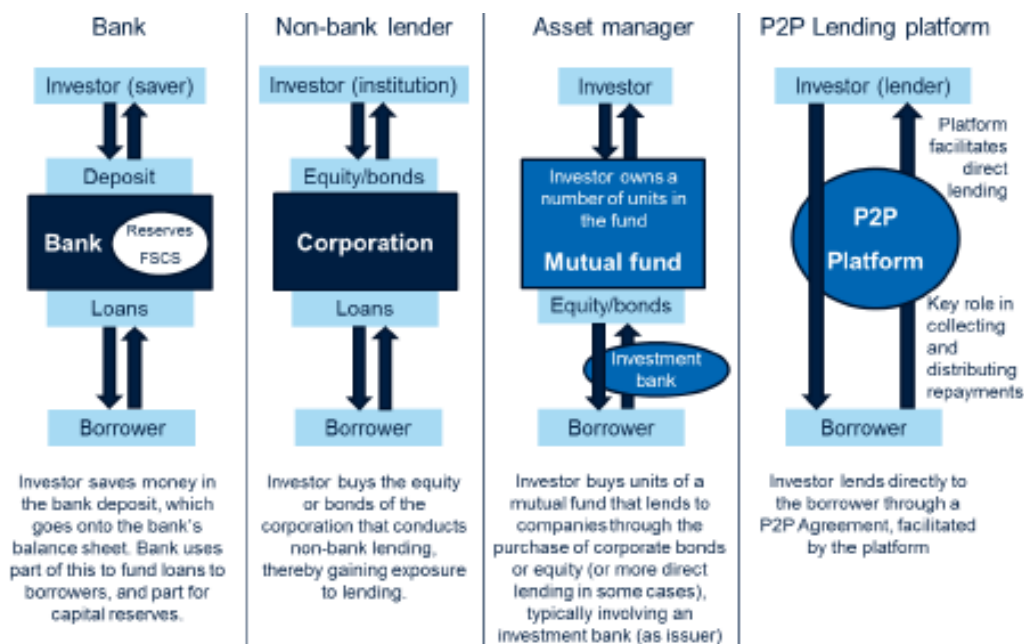 Bank
Investor (saver)
Deposit
Bank
Reserves
FSCS
Loans
Borrower
Investor saves money in
the bank deposit, which
goes onto the bank's
balance sheet. Bank uses
part of this to fund loans to
borrowers, and part for
capital reserves.
Non-bank lender
Investor (institution)
Equity/bonds
Corporation
Loans
Borrower
Investor buys the equity
or bonds of the
corporation that conducts
non-bank lending,
thereby gaining exposure
to lending.
Asset manager
Investor
Investor owns a
number of units in
the fund
Mutual fund
Equity/bonds
Investment
bank
Borrower
Investor buys units of a
mutual fund that lends to
companies through the
purchase of corporate bonds
or equity (or more direct
lending in some cases),
typically involving an
investment bank (as issuer)
P2P Lending platform
Investor (lender)
Platform
facilitates
direct
lending
P2P
Platform
Key role in
collecting
and
distributing
repayments
Borrower
Investor lends directly to
the borrower through a
P2P Agreement, facilitated
by the platform